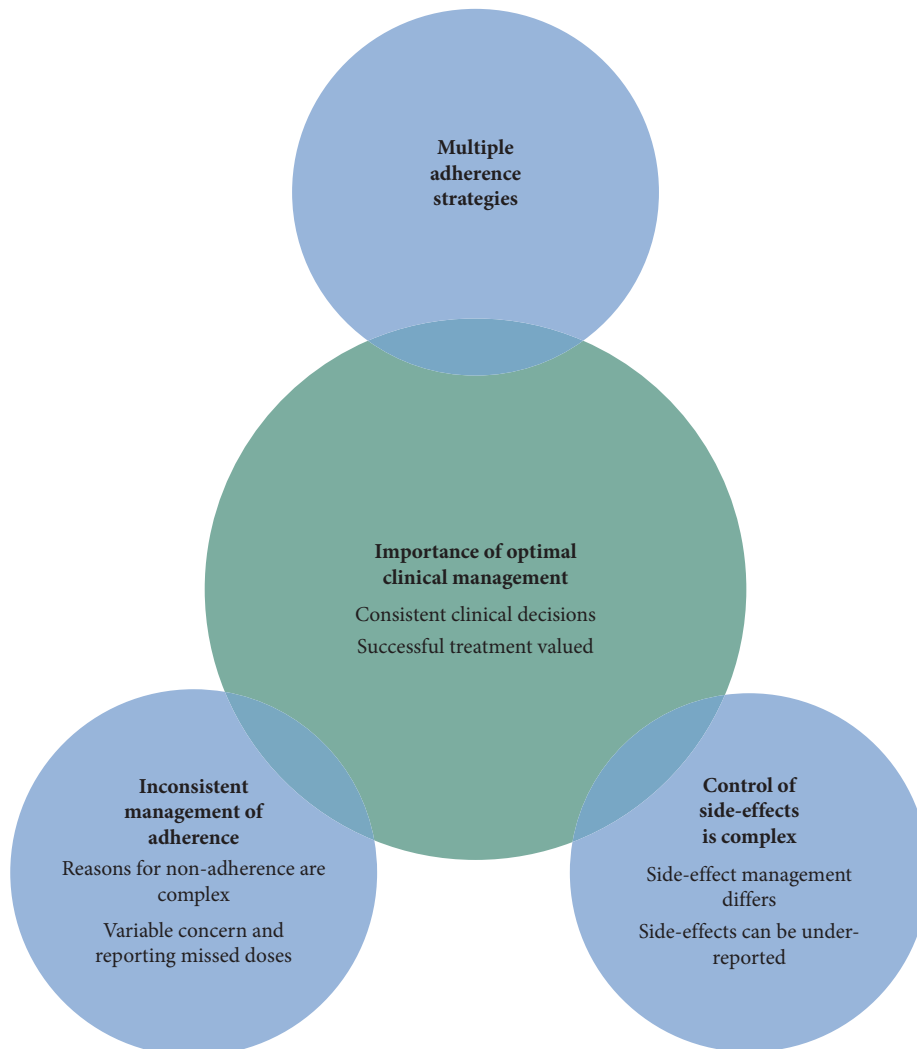 Multiple
adherence
strategies
Importance of optimal
clinical management
Consistent clinical decisions
Successful treatment valued
Inconsistent
management of
adherence
Reasons for non-adherence are
complex
Variable concern and
reporting missed doses
Control of
side-effects
is complex
Side-effect management
differs
Side-effects can be under-
reported